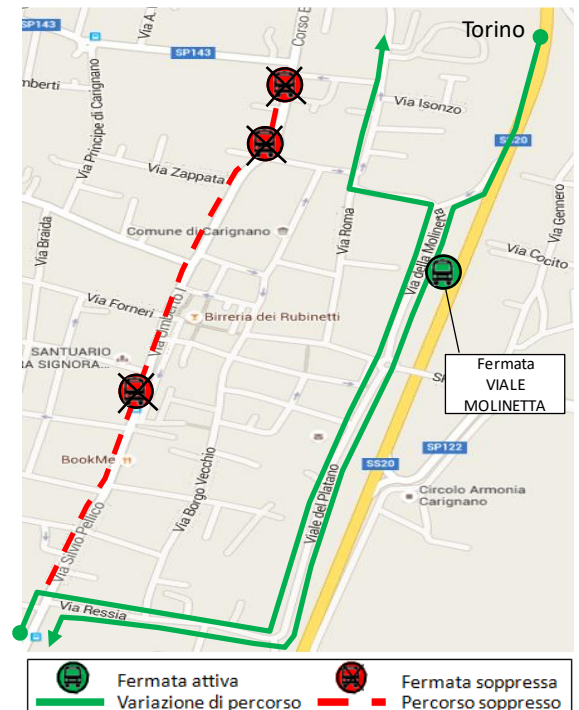 Torino
Via A.
Corso E
SP143
SP143
mberti
Via Isonzo
SS20
Via Principe di Carignano
Via Zappata
Via Gennero
Comune di Carignano
Via Roma
Via della Molinetta
Via Braida
Via Cocito
Via Forneri
Via Umberto I
Birreria dei Rubinetti
SANTUARIO
RA SIGNORA...
Fermata
VIALE
MOLINETTA
SP122
BookMe
SS20
Via Borgo Vecchio
Viale del Platano
Circolo Armonia
Carignano
Via Silvio Pellico
Via Ressia
Fermata attiva
Fermata soppressa
Variazione di percorso
Percorso soppresso